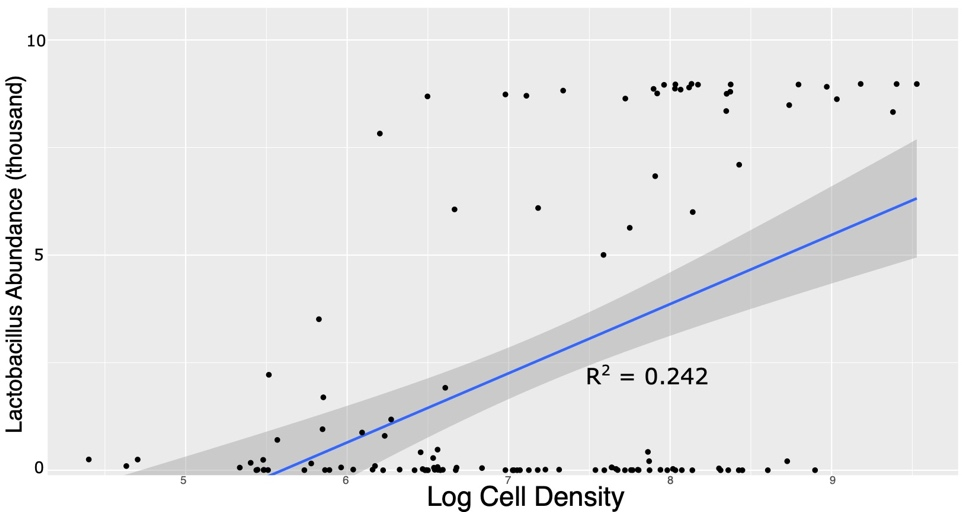 Lactobacillus Abundance (thousand)
10
5
0
R² = 0.242
5 6 7 8 9
Log Cell Density